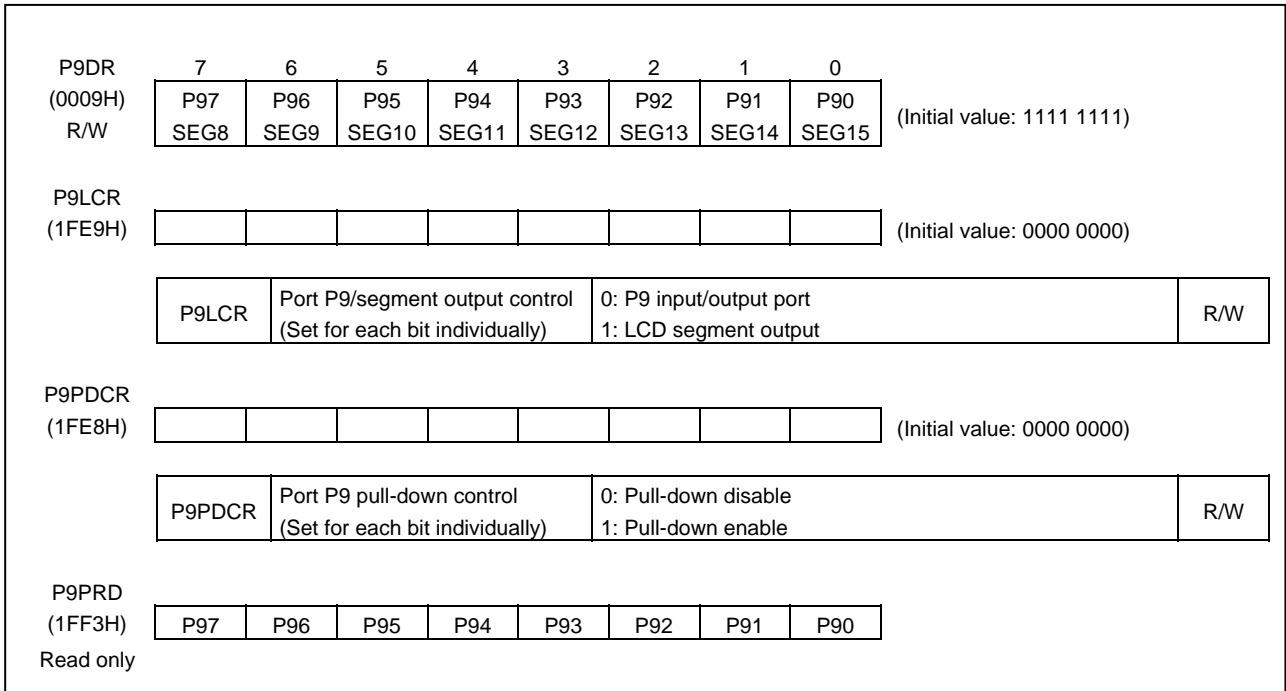 P9DR 7 6 5 4 3 2 1 0
(0009H) P97 P96 P95 P94 P93 P92 P91 P90
R/W SEG8 SEG9 SEG10 SEG11 SEG12 SEG13 SEG14 SEG15
(Initial value: 1111 1111)
P9LCR
(1FE9H) (Initial value: 0000 0000)
P9LCR Port P9/segment output control 0: P9 input/output port R/W
(Set for each bit individually) 1: LCD segment output
P9PDCR
(1FE8H) (Initial value: 0000 0000)
P9PDCR Port P9 pull-down control 0: Pull-down disable R/W
(Set for each bit individually) 1: Pull-down enable
P9PRD
(1FF3H) P97 P96 P95 P94 P93 P92 P91 P90
Read only